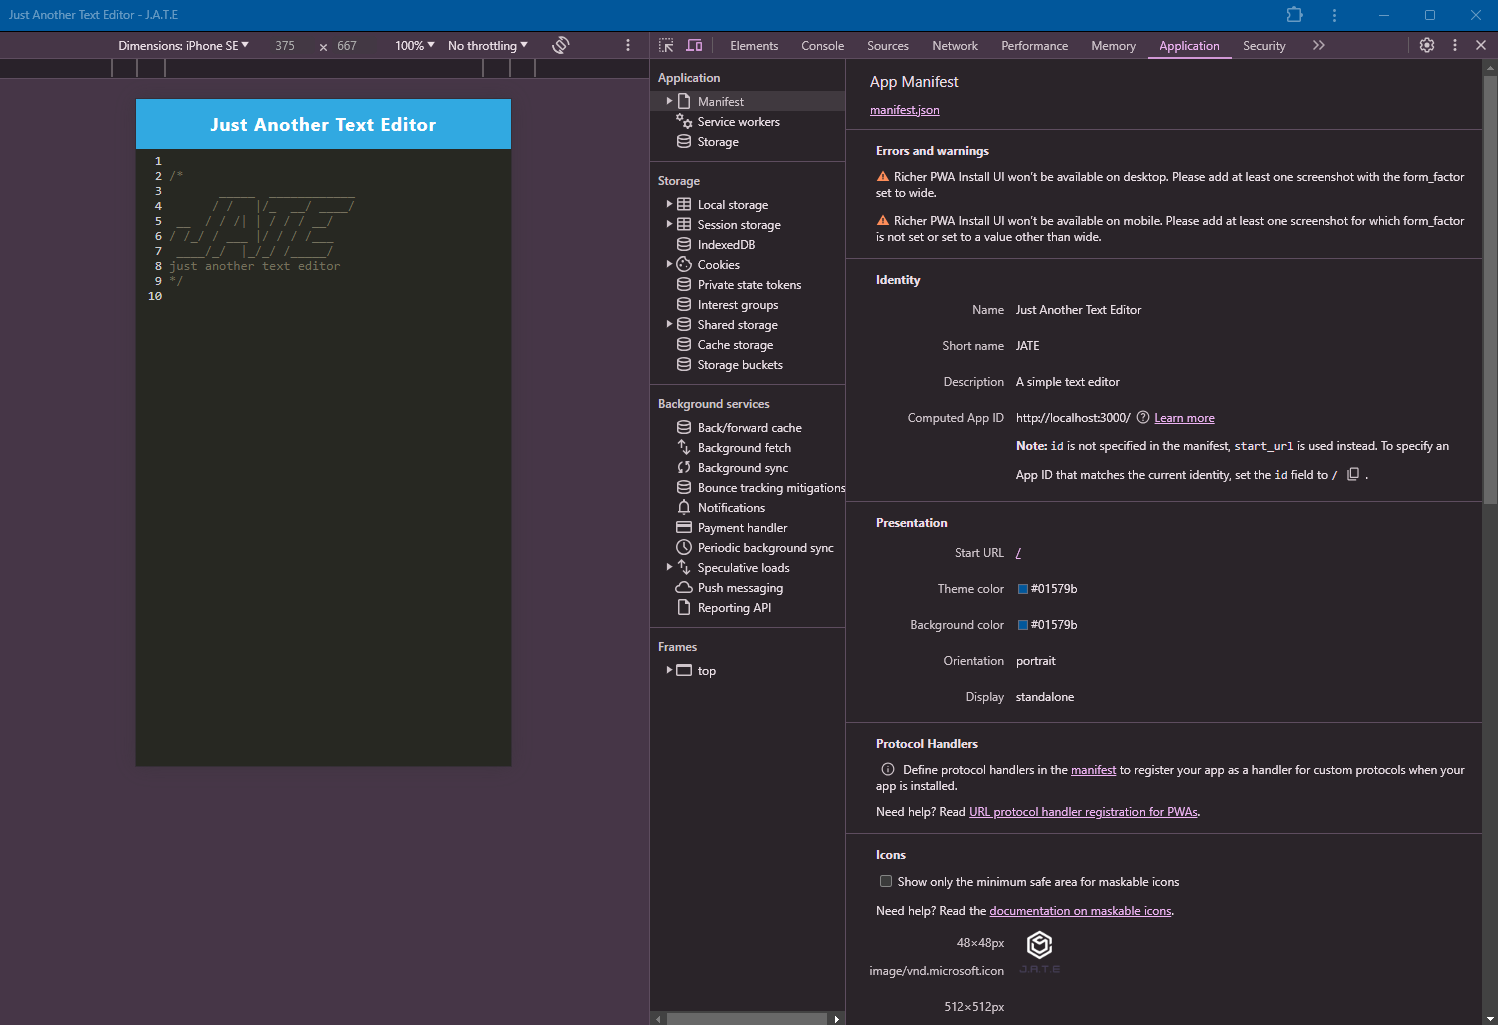 Just Another Text Editor - J.A.T.E
Dimensions: iPhone SE 375 × 667 100% No throttling
Elements Console Sources Network Performance Memory Application Security
Just Another Text Editor
1
2 /*
3
4
5
6
7
8 just another text editor
9 */
10
Application
Manifest
Service workers
Storage
Storage
Local storage
Session storage
IndexedDB
Cookies
Private state tokens
Interest groups
Shared storage
Cache storage
Storage buckets
Background services
Back/forward cache
Background fetch
Background sync
Bounce tracking mitigations
Notifications
Payment handler
Periodic background sync
Speculative loads
Push messaging
Reporting API
Frames
top
App Manifest
manifest.json
Errors and warnings
Richer PWA Install UI won't be available on desktop. Please add at least one screenshot with the form_factor
set to wide.
Richer PWA Install UI won't be available on mobile. Please add at least one screenshot for which form_factor
is not set or set to a value other than wide.
Identity
Name Just Another Text Editor
Short name JATE
Description A simple text editor
Computed App ID http://localhost:3000/ Learn more
Note: id is not specified in the manifest, start_url is used instead. To specify an
App ID that matches the current identity, set the id field to / .
Presentation
Start URL /
Theme color #01579b
Background color #01579b
Orientation portrait
Display standalone
Protocol Handlers
Define protocol handlers in the manifest to register your app as a handler for custom protocols when your
app is installed.
Need help? Read URL protocol handler registration for PWAs.
Icons
Show only the minimum safe area for maskable icons
Need help? Read the documentation on maskable icons.
48×48px
J.A.T.E
image/vnd.microsoft.icon
512×512px